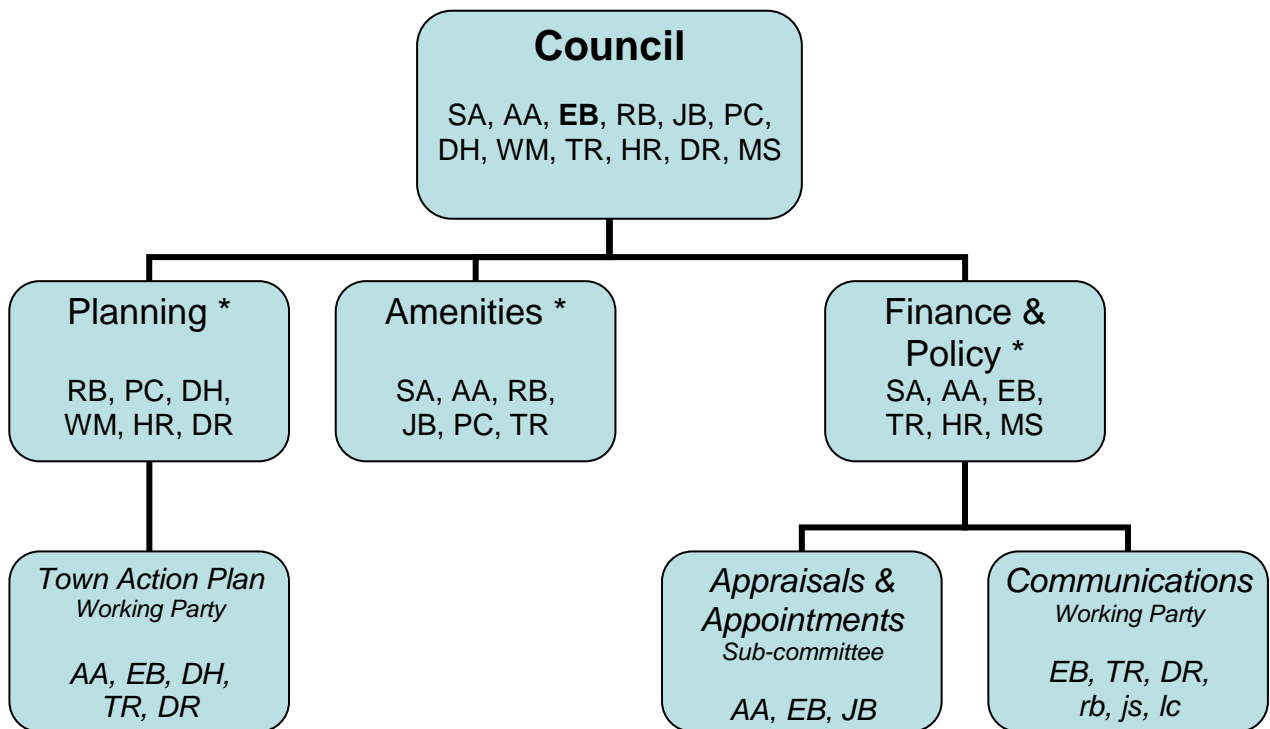 Council
SA, AA, EB, RB, JB, PC,
DH, WM, TR, HR, DR, MS
Planning *
RB, PC, DH,
WM, HR, DR
Amenities *
SA, AA, RB,
JB, PC, TR
Finance &
Policy *
SA, AA, EB,
TR, HR, MS
Town Action Plan
Working Party
AA, EB, DH,
TR, DR
Appraisals &
Appointments
Sub-committee
AA, EB, JB
Communications
Working Party
EB, TR, DR,
rb, js, lc